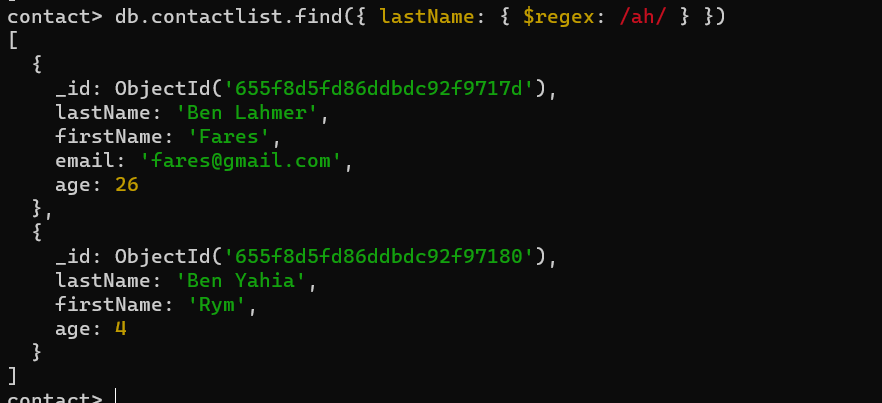 contact> db.contactlist.find({ lastName: { $regex: /ah/ } })
[
  {
    _id: ObjectId('655f8d5fd86ddbdc92f9717d'),
    lastName: 'Ben Lahmer',
    firstName: 'Fares',
    email: 'fares@gmail.com',
    age: 26
  },
  {
    _id: ObjectId('655f8d5fd86ddbdc92f97180'),
    lastName: 'Ben Yahia',
    firstName: 'Rym',
    age: 4
  }
]
contact>